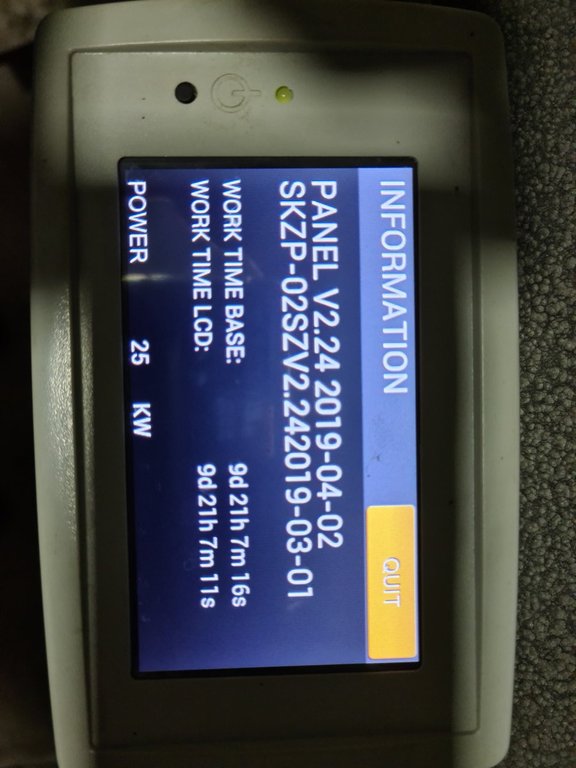 INFORMATION
QUIT
PANEL V2.24 2019-04-02
SKZP-02SZV2.242019-03-01
WORK TIME BASE: 9d 21h 7m 16s
WORK TIME LCD: 9d 21h 7m 11s
POWER 25 KW